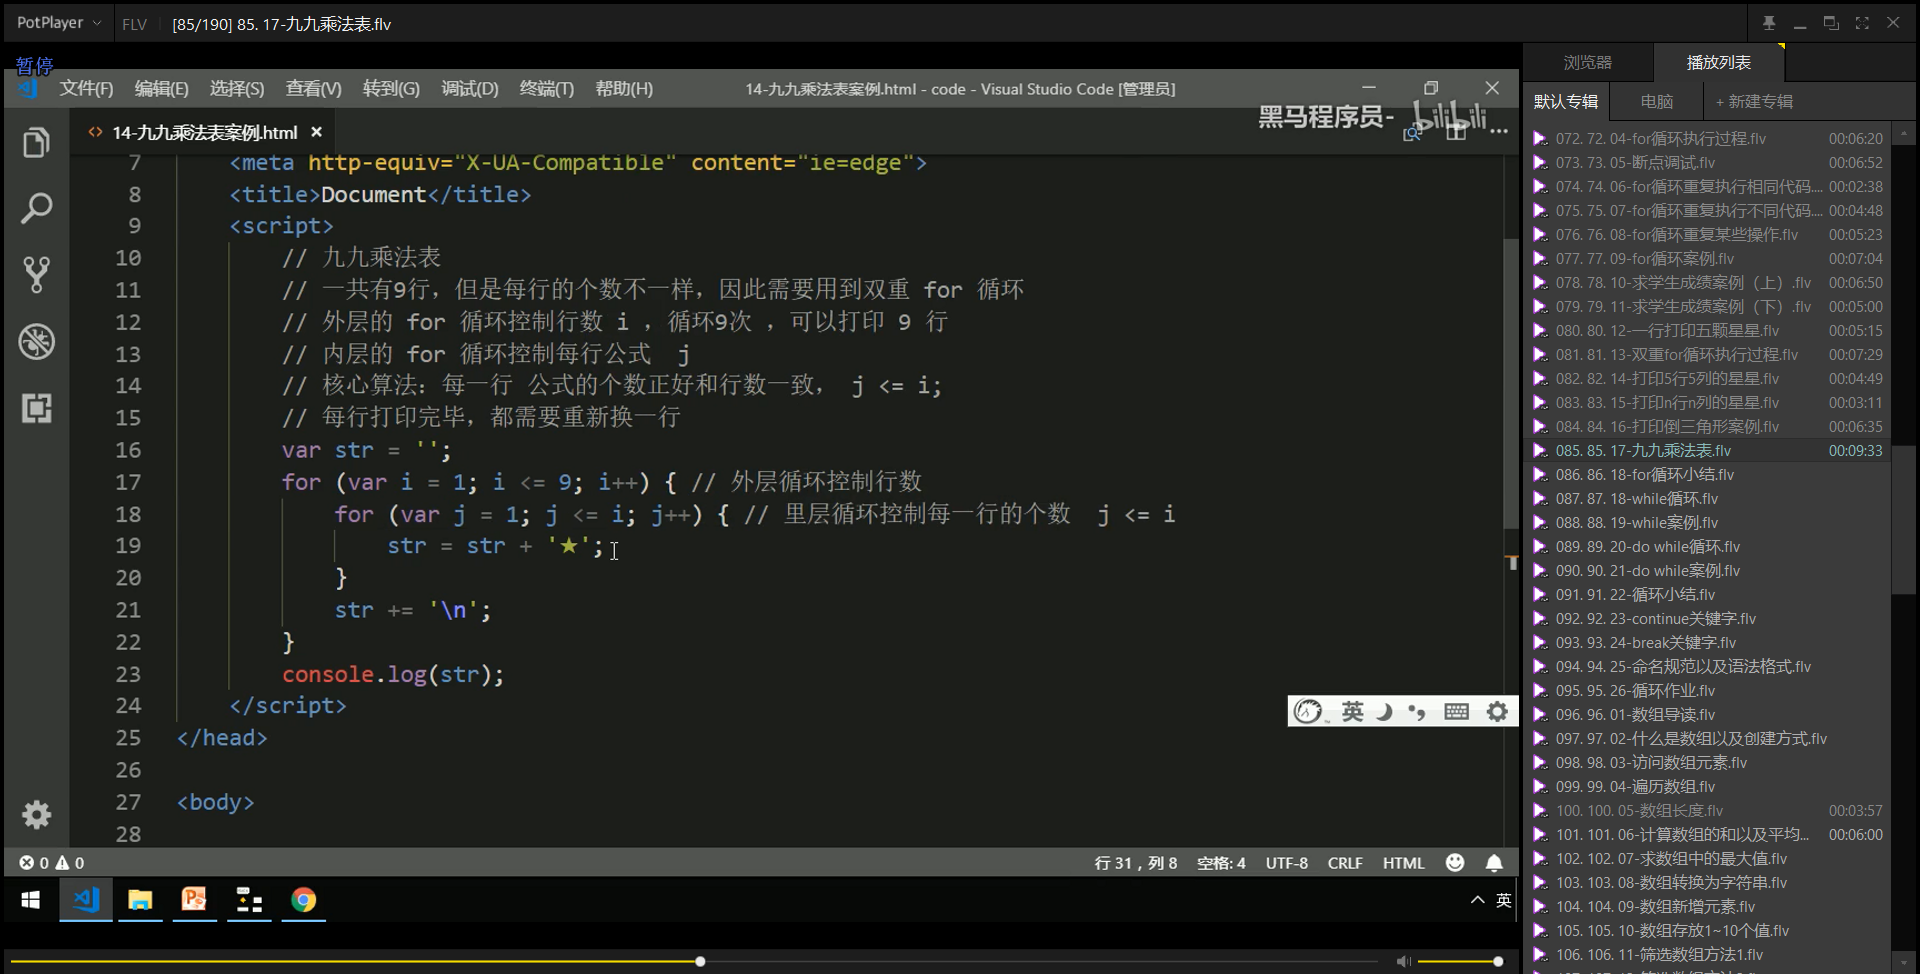 PotPlayer
FLV
[85/190] 85. 17-九九乘法表.flv
暂停
文件(F) 编辑(E) 选择(S) 查看(V) 转到(G) 调试(D) 终端(T) 帮助(H)
14-九九乘法表案例.html - code - Visual Studio Code [管理员]
<> 14-九九乘法表案例.html ×
黑马程序员- bilibili
7 <meta http-equiv="X-UA-Compatible" content="ie=edge">
8 <title>Document</title>
9 <script>
10 // 九九乘法表
11 // 一共有9行，但是每行的个数不一样，因此需要用到双重 for 循环
12 // 外层的 for 循环控制行数 i ，循环9次 ，可以打印 9 行
13 // 内层的 for 循环控制每行公式  j
14 // 核心算法：每一行 公式的个数正好和行数一致， j <= i;
15 // 每行打印完毕，都需要重新换一行
16 var str = '';
17 for (var i = 1; i <= 9; i++) { // 外层循环控制行数
18 for (var j = 1; j <= i; j++) { // 里层循环控制每一行的个数  j <= i
19 str = str + '★';
20 }
21 str += '\n';
22 }
23 console.log(str);
24 </script>
25 </head>
26
27 <body>
28
英
0 0
行 31，列 8 空格: 4 UTF-8 CRLF HTML
英
浏览器 播放列表
默认专辑 电脑 + 新建专辑
072. 72. 04-for循环执行过程.flv 00:06:20
073. 73. 05-断点调试.flv 00:06:52
074. 74. 06-for循环重复执行相同代码.... 00:02:38
075. 75. 07-for循环重复执行不同代码.... 00:04:48
076. 76. 08-for循环重复某些操作.flv 00:05:23
077. 77. 09-for循环案例.flv 00:07:04
078. 78. 10-求学生成绩案例（上）.flv 00:06:50
079. 79. 11-求学生成绩案例（下）.flv 00:05:00
080. 80. 12-一行打印五颗星星.flv 00:05:15
081. 81. 13-双重for循环执行过程.flv 00:07:29
082. 82. 14-打印5行5列的星星.flv 00:04:49
083. 83. 15-打印n行n列的星星.flv 00:03:11
084. 84. 16-打印倒三角形案例.flv 00:06:35
085. 85. 17-九九乘法表.flv 00:09:33
086. 86. 18-for循环小结.flv
087. 87. 18-while循环.flv
088. 88. 19-while案例.flv
089. 89. 20-do while循环.flv
090. 90. 21-do while案例.flv
091. 91. 22-循环小结.flv
092. 92. 23-continue关键字.flv
093. 93. 24-break关键字.flv
094. 94. 25-命名规范以及语法格式.flv
095. 95. 26-循环作业.flv
096. 96. 01-数组导读.flv
097. 97. 02-什么是数组以及创建方式.flv
098. 98. 03-访问数组元素.flv
099. 99. 04-遍历数组.flv
100. 100. 05-数组长度.flv 00:03:57
101. 101. 06-计算数组的和以及平均... 00:06:00
102. 102. 07-求数组中的最大值.flv
103. 103. 08-数组转换为字符串.flv
104. 104. 09-数组新增元素.flv
105. 105. 10-数组存放1~10个值.flv
106. 106. 11-筛选数组方法1.flv